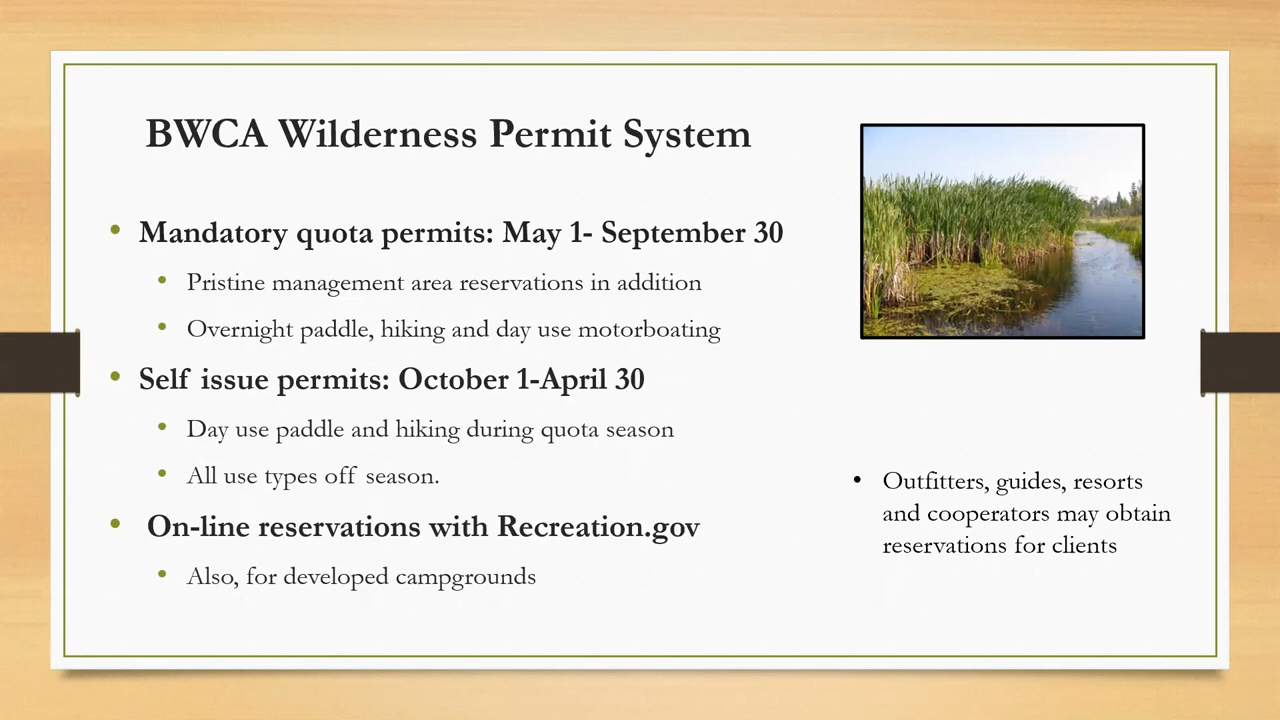 BWCA Wilderness Permit System
• Mandatory quota permits: May 1- September 30
• Pristine management area reservations in addition
• Overnight paddle, hiking and day use motorboating
• Self issue permits: October 1-April 30
• Day use paddle and hiking during quota season
• All use types off season.
• On-line reservations with Recreation.gov
• Also, for developed campgrounds
• Outfitters, guides, resorts
and cooperators may obtain
reservations for clients